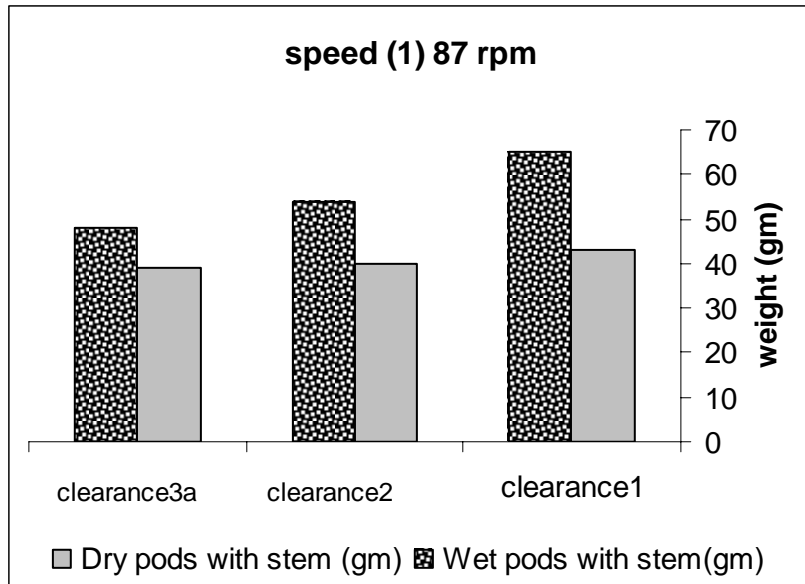 speed (1) 87 rpm
70
60
50
40
30
20
10
0
weight (gm)
clearance3a clearance2 clearance1
Dry pods with stem (gm) Wet pods with stem(gm)